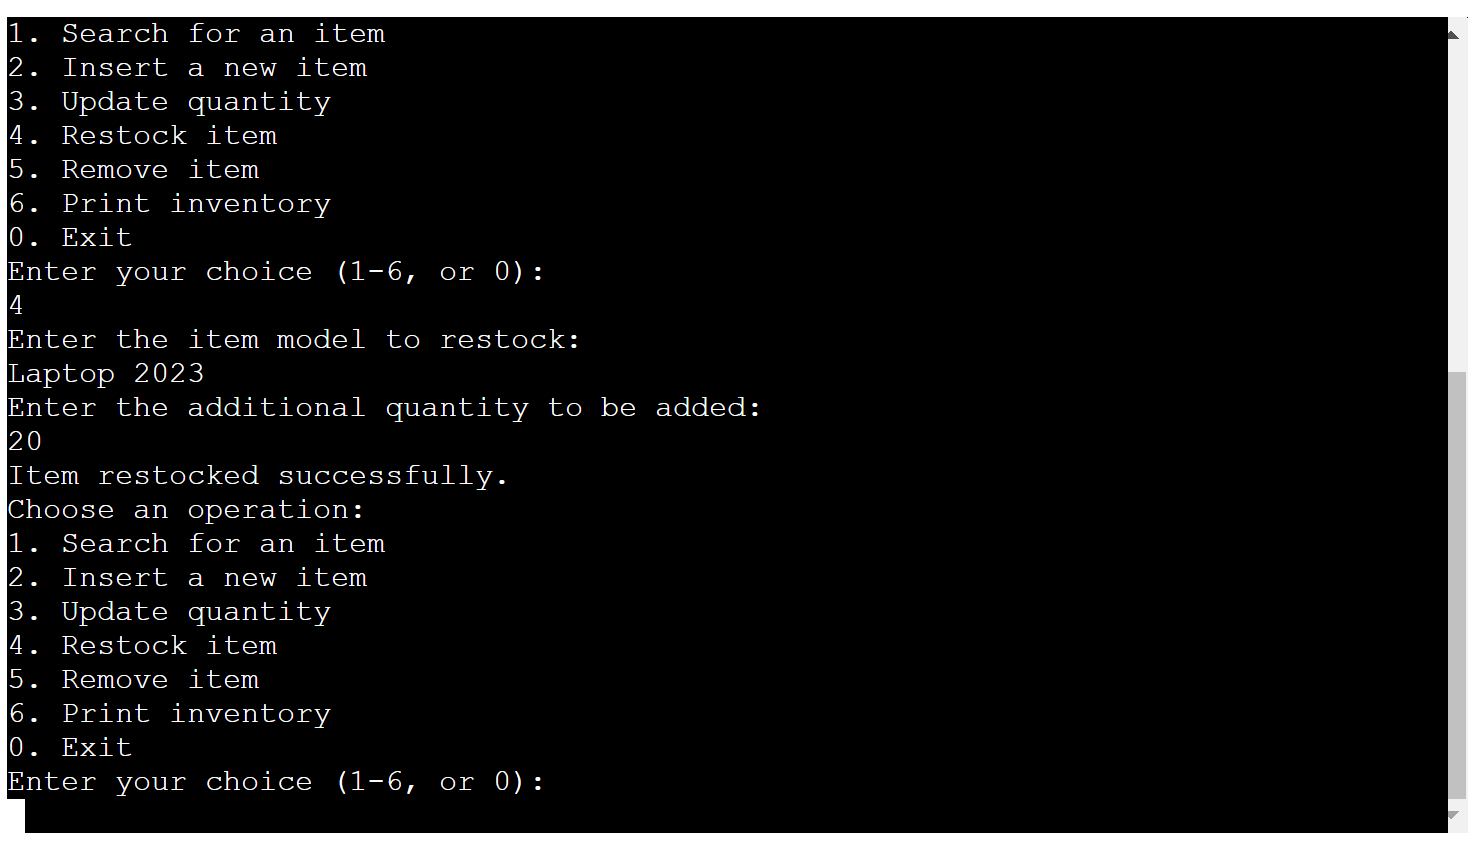 1. Search for an item
2. Insert a new item
3. Update quantity
4. Restock item
5. Remove item
6. Print inventory
0. Exit
Enter your choice (1-6, or 0):
4
Enter the item model to restock:
Laptop 2023
Enter the additional quantity to be added:
20
Item restocked successfully.
Choose an operation:
1. Search for an item
2. Insert a new item
3. Update quantity
4. Restock item
5. Remove item
6. Print inventory
0. Exit
Enter your choice (1-6, or 0):